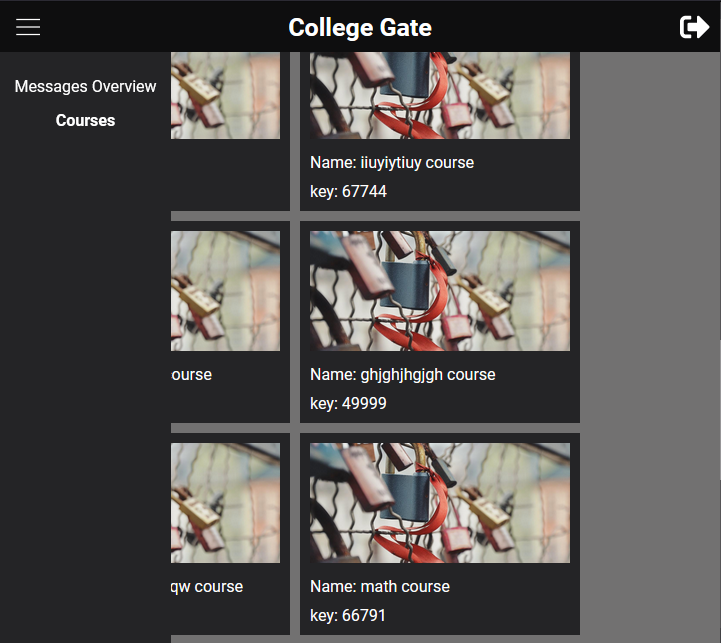 College Gate
Messages Overview
Courses
Name: iiuyiytiuy course
key: 67744
course
Name: ghjghjhgjgh course
key: 49999
qw course
Name: math course
key: 66791